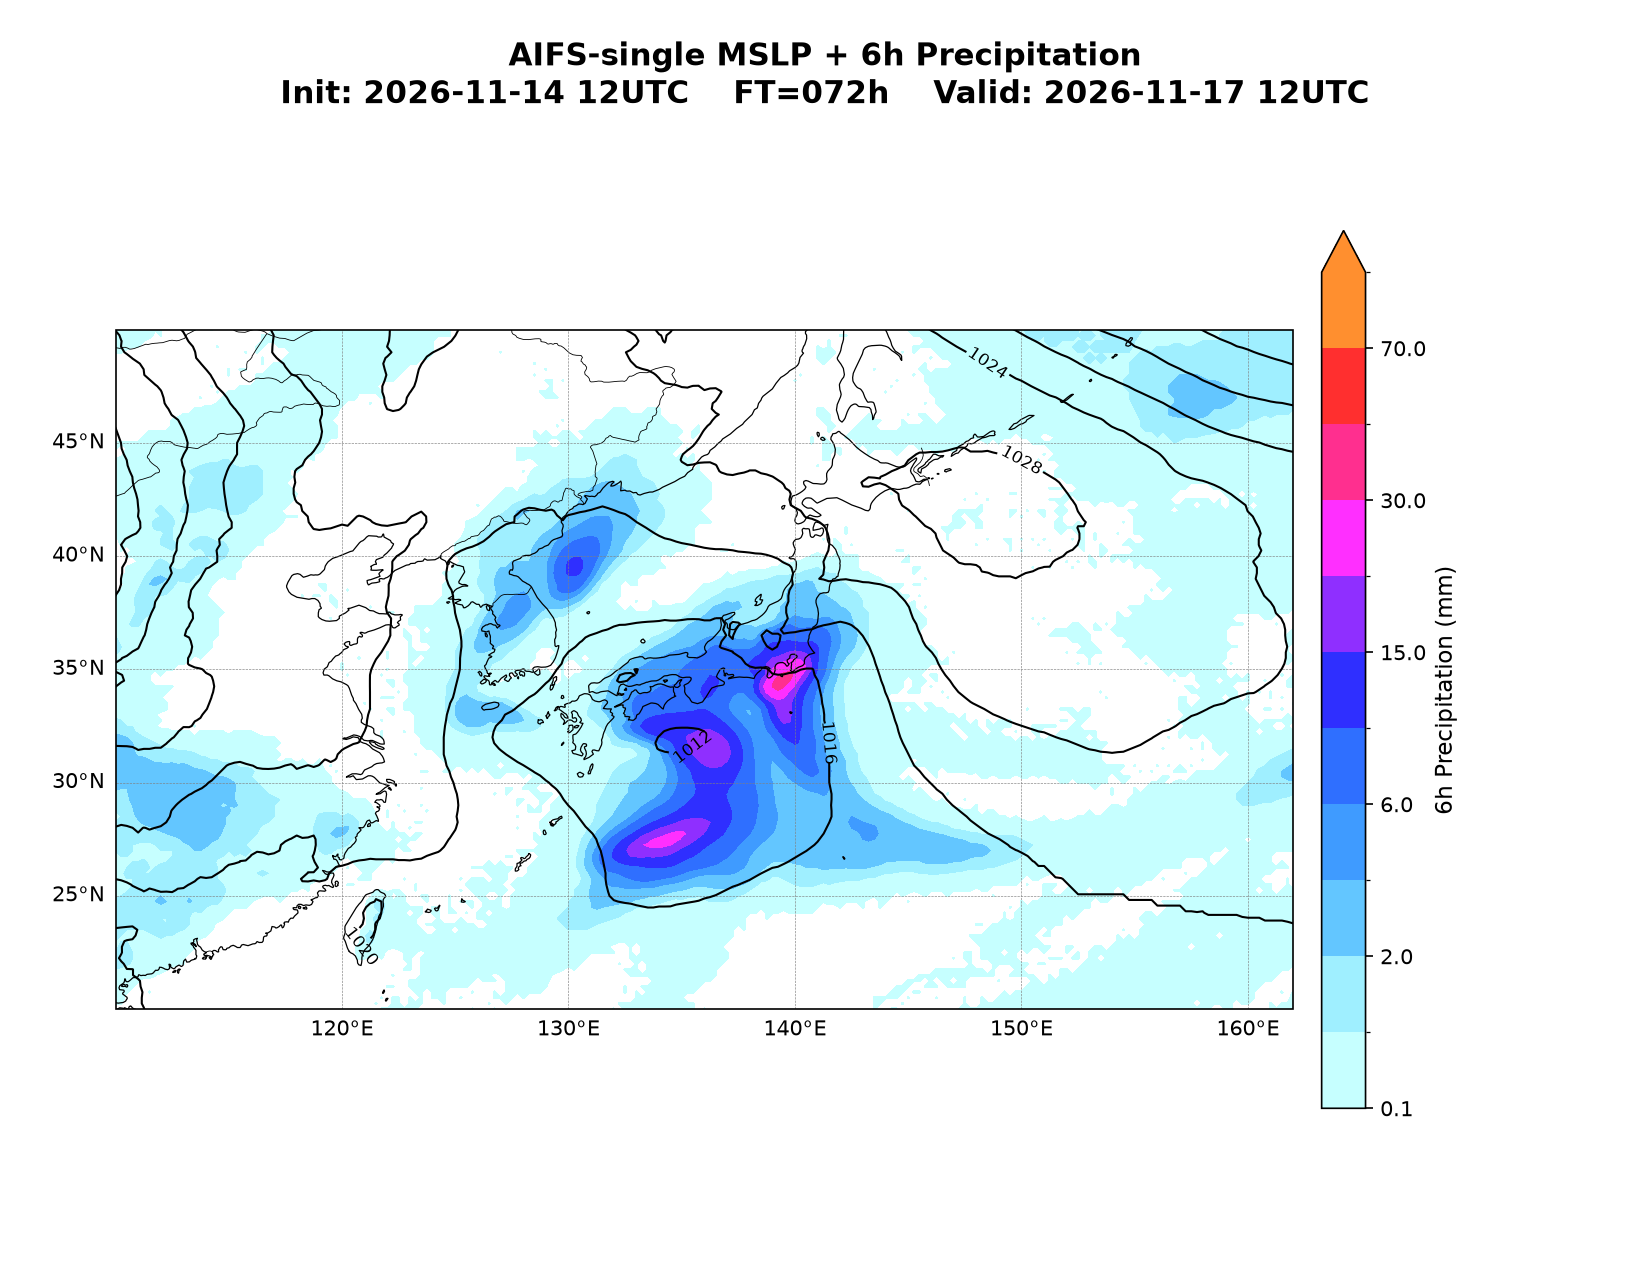 AIFS-single MSLP + 6h Precipitation
Init: 2026-11-14 12UTC    FT=072h    Valid: 2026-11-17 12UTC
45°N
40°N
35°N
30°N
25°N
120°E
130°E
140°E
150°E
160°E
1024
1028
1012
1016
1020
70.0
30.0
15.0
6.0
2.0
0.1
6h Precipitation (mm)